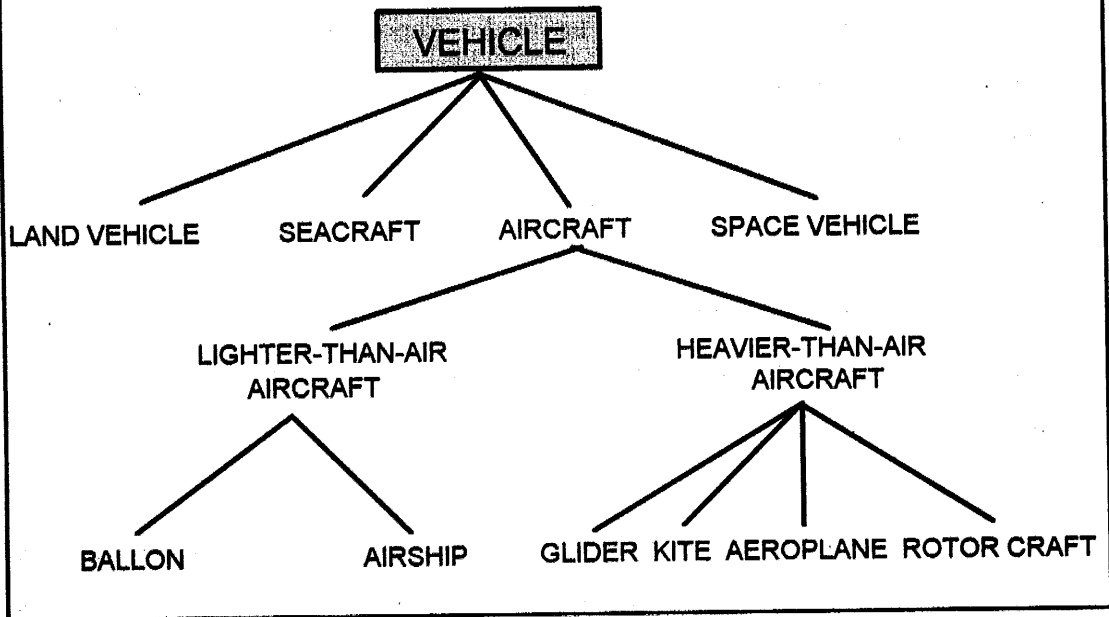 VEHICLE
LAND VEHICLE
SEACRAFT
AIRCRAFT
SPACE VEHICLE
LIGHTER-THAN-AIR
AIRCRAFT
HEAVIER-THAN-AIR
AIRCRAFT
BALLON
AIRSHIP
GLIDER
KITE
AEROPLANE
ROTOR CRAFT